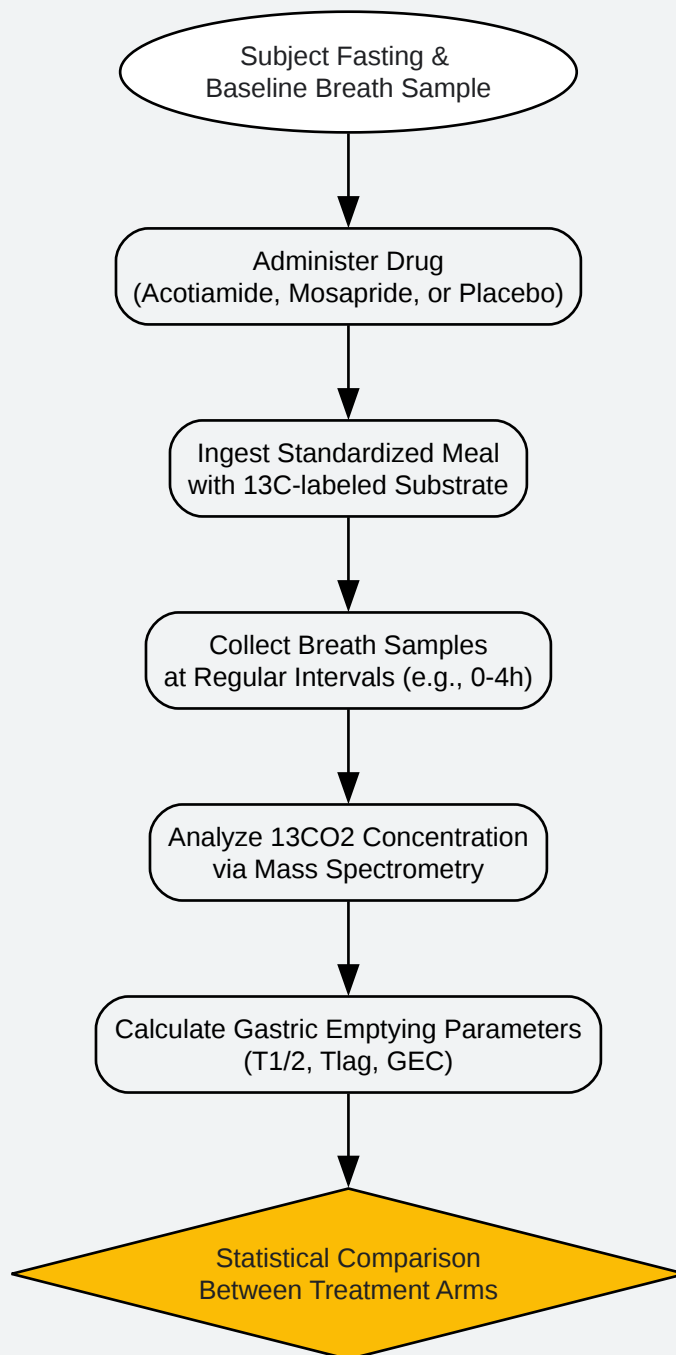 Subject Fasting &
Baseline Breath Sample
Administer Drug
(Acotiamide, Mosapride, or Placebo)
Ingest Standardized Meal
with 13C-labeled Substrate
Collect Breath Samples
at Regular Intervals (e.g., 0-4h)
Analyze 13CO2 Concentration
via Mass Spectrometry
Calculate Gastric Emptying Parameters
(T1/2, Tlag, GEC)
Statistical Comparison
Between Treatment Arms